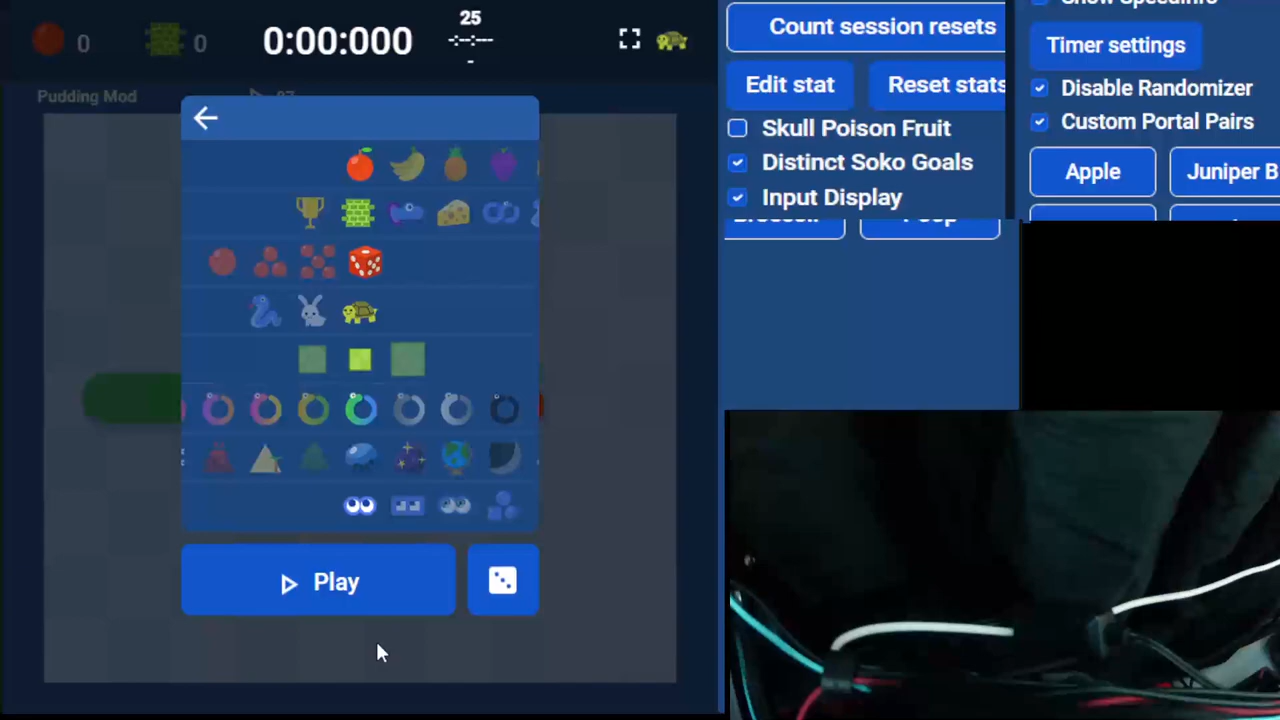 0
0
0:00:000
25
--:--:--
-
Pudding Mod
Play
Count session resets
Edit stat
Reset stats
Skull Poison Fruit
Distinct Soko Goals
Input Display
Timer settings
Disable Randomizer
Custom Portal Pairs
Apple
Juniper B